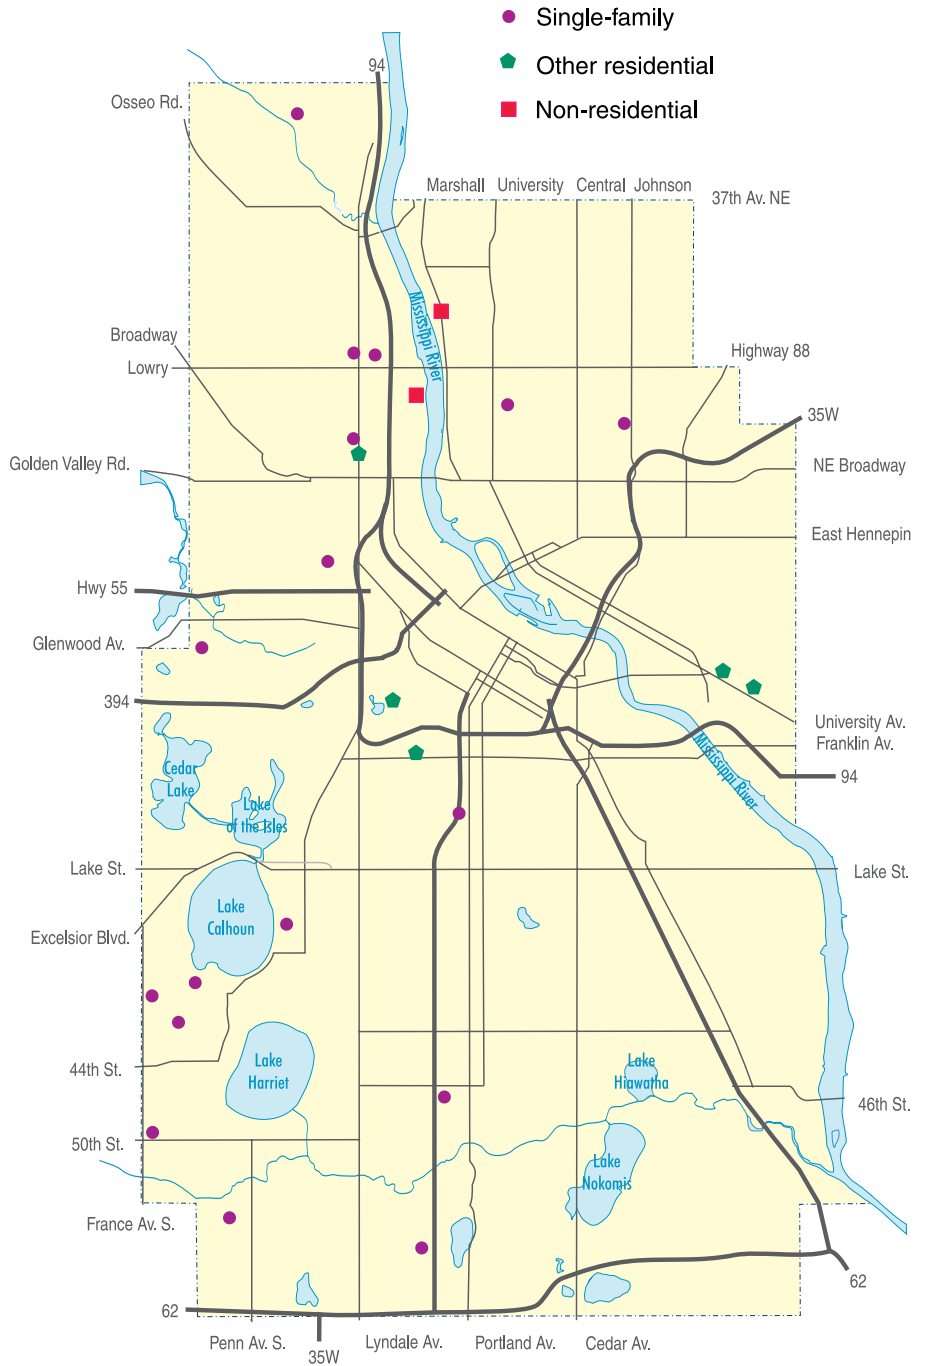 Single-family
Other residential
Non-residential
94
Osseo Rd.
Marshall
University
Central
Johnson
37th Av. NE
Mississippi River
Broadway
Lowry
Highway 88
35W
Golden Valley Rd.
NE Broadway
East Hennepin
Hwy 55
Glenwood Av.
394
University Av.
Franklin Av.
94
Mississippi River
Cedar
Lake
Lake
of the Isles
Lake St.
Lake St.
Lake
Calhoun
Excelsior Blvd.
44th St.
Lake
Harriet
Lake
Hiawatha
46th St.
50th St.
Lake
Nokomis
France Av. S.
62
62
Penn Av. S.
35W
Lyndale Av.
Portland Av.
Cedar Av.